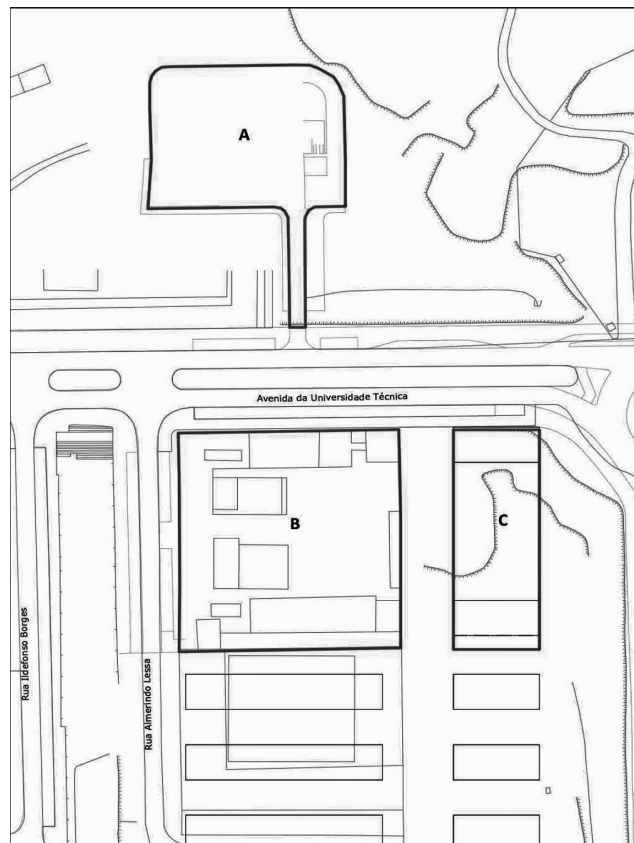 A
Avenida da Universidade Técnica
B
C
Rua Ildefonso Borges
Rua Almerindo Lessa